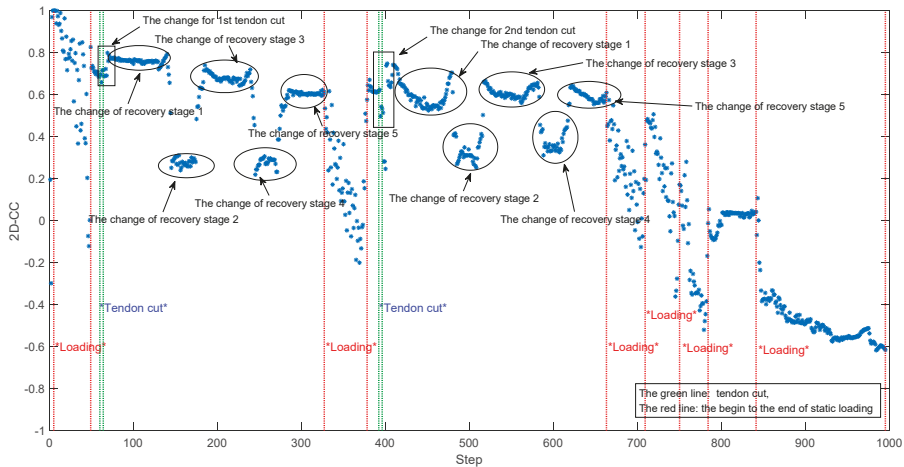 The change for 1st tendon cut
The change of recovery stage 3
The change for 2nd tendon cut
The change of recovery stage 1
The change of recovery stage 3
The change of recovery stage 1
The change of recovery stage 5
The change of recovery stage 5
The change of recovery stage 2
The change of recovery stage 4
The change of recovery stage 2
The change of recovery stage 4
*Tendon cut*
*Tendon cut*
*Loading*
*Loading*
*Loading*
*Loading*
*Loading*
*Loading*
The green line: tendon cut,
The red line: the begin to the end of static loading
1
0.8
0.6
0.4
0.2
0
-0.2
-0.4
-0.6
-0.8
-1
2D-CC
0
100
200
300
400
500
600
700
800
900
1000
Step